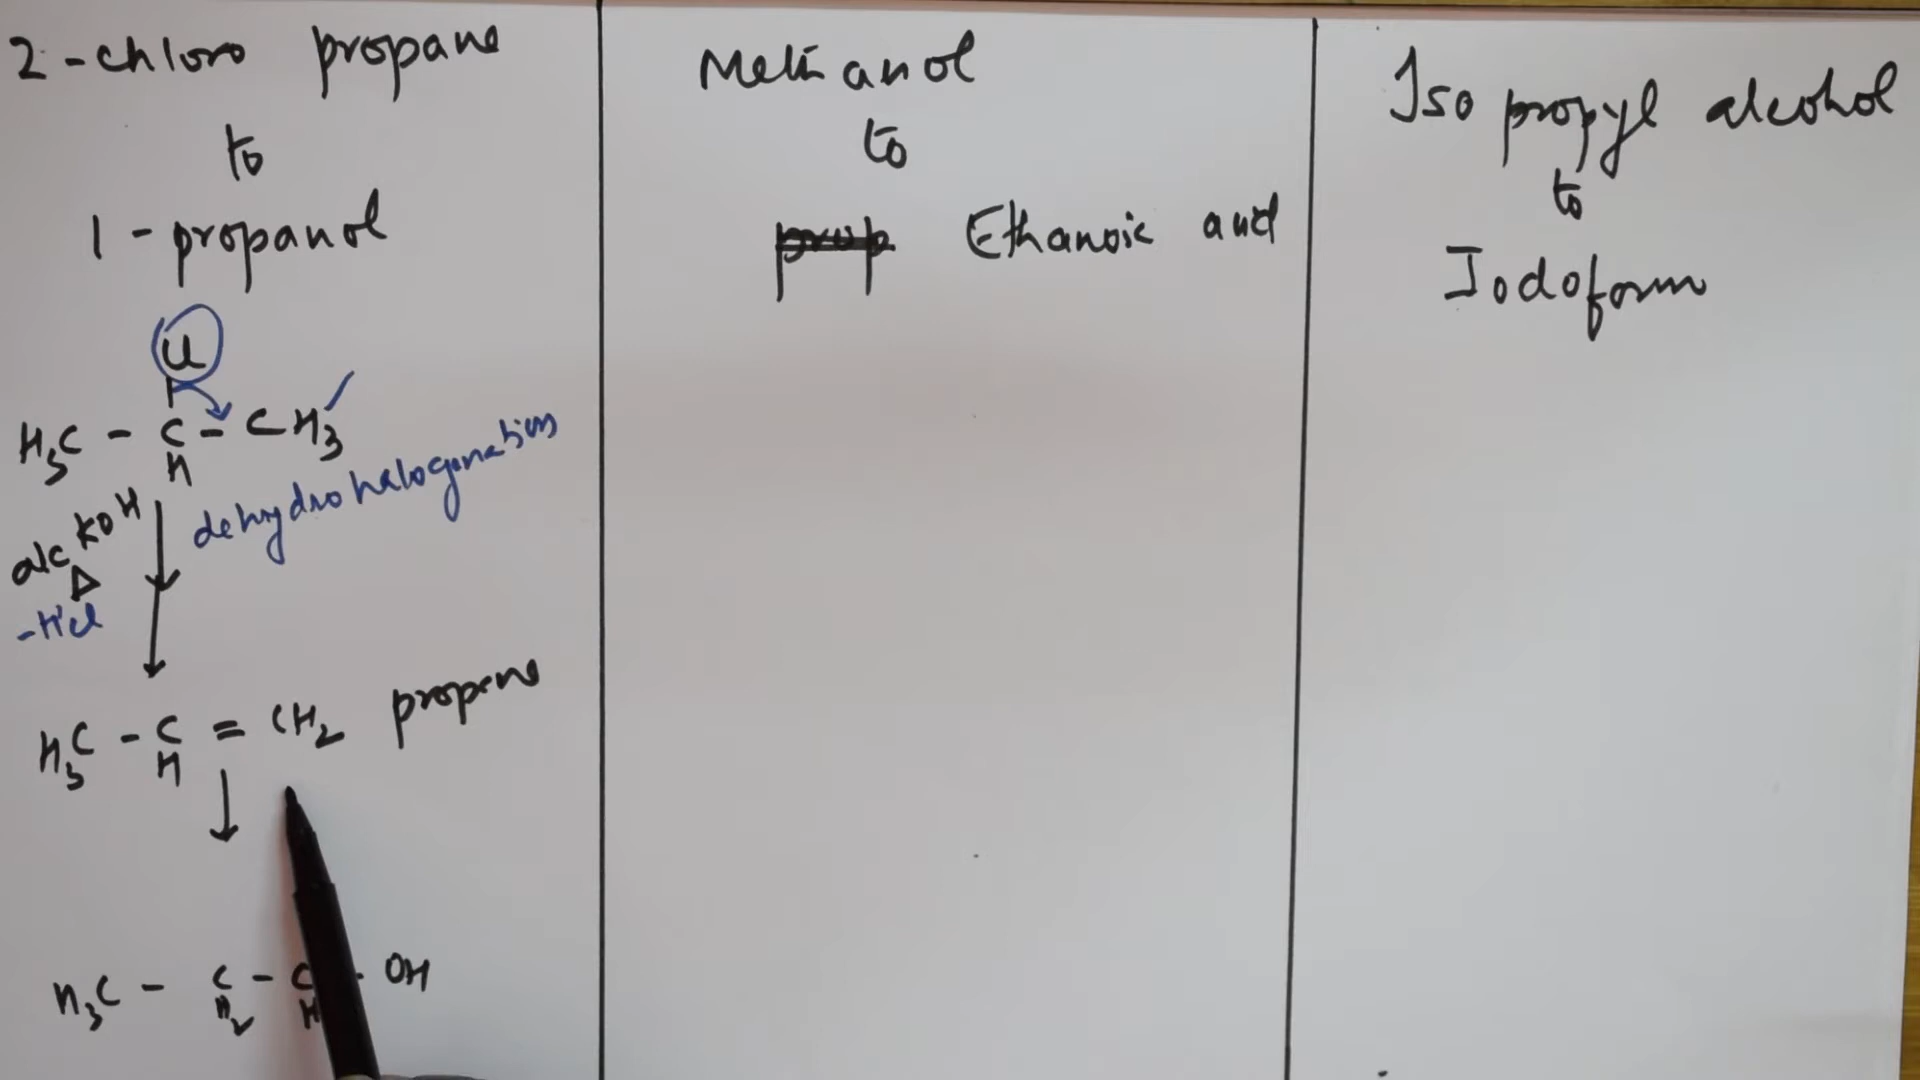 2-chloro propane
to
1-propanol
Cl
H3C - C - CH3
H
dehydrohalogenation
alc KOH
Δ
-HCl
H3C - C = CH2 propene
H
H3C - C - C - OH
H2 H
Methanol
to
prop Ethanoic acid
Iso propyl alcohol
to
Iodoform